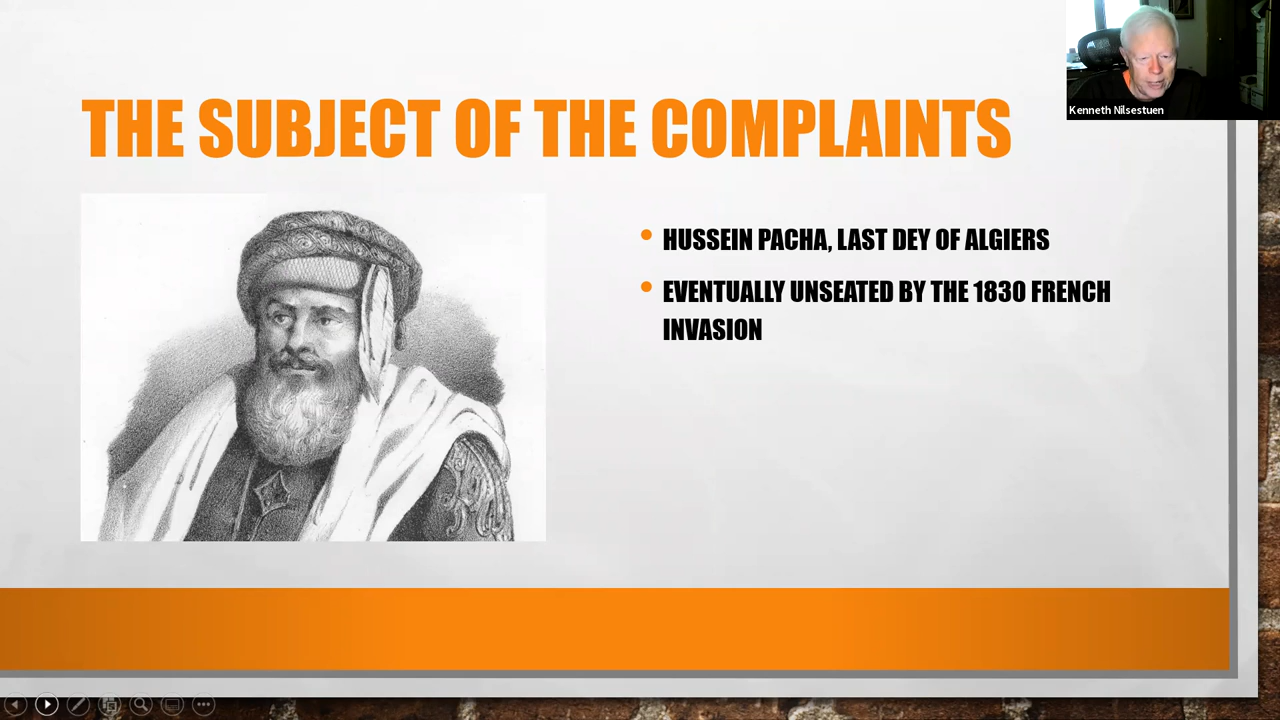 Kenneth Nilsestuen
THE SUBJECT OF THE COMPLAINTS
• HUSSEIN PACHA, LAST DEY OF ALGIERS
• EVENTUALLY UNSEATED BY THE 1830 FRENCH
INVASION